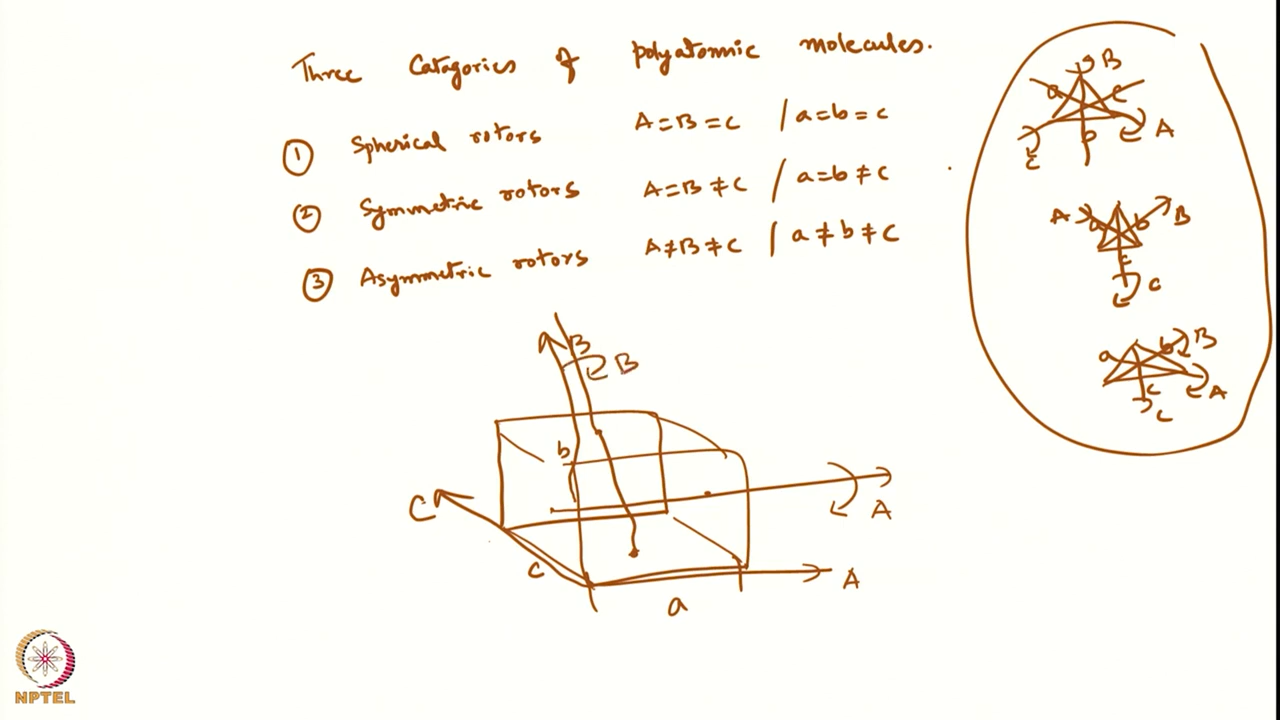 Three Catagories of polyatomic molecules.
① Spherical rotors A=B=C / a=b=c
② Symmetric rotors A=B≠C / a=b≠c
③ Asymmetric rotors A≠B≠C / a≠b≠c
B
a c
b A
C
A a b B
c
C
a b B
c A
C
B B
b
C A
c A
a
NPTEL